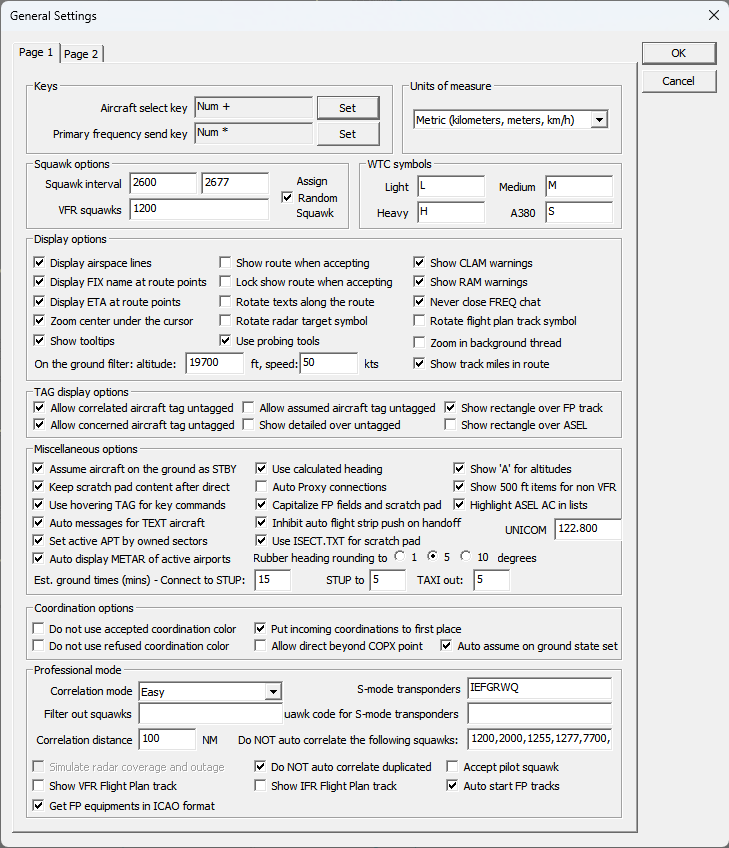 General Settings
Page 1 Page 2 OK
Cancel
Keys
Aircraft select key Num + Set
Primary frequency send key Num * Set
Units of measure
Metric (kilometers, meters, km/h)
Squawk options
Squawk interval 2600 2677
VFR squawks 1200
Assign
Random
Squawk
WTC symbols
Light L Medium M
Heavy H A380 S
Display options
Display airspace lines Show route when accepting Show CLAM warnings
Display FIX name at route points Lock show route when accepting Show RAM warnings
Display ETA at route points Rotate texts along the route Never close FREQ chat
Zoom center under the cursor Rotate radar target symbol Rotate flight plan track symbol
Show tooltips Use probing tools Zoom in background thread
On the ground filter: altitude: 19700 ft, speed: 50 kts Show track miles in route
TAG display options
Allow correlated aircraft tag untagged Allow assumed aircraft tag untagged Show rectangle over FP track
Allow concerned aircraft tag untagged Show detailed over untagged Show rectangle over ASEL
Miscellaneous options
Assume aircraft on the ground as STBY Use calculated heading Show 'A' for altitudes
Keep scratch pad content after direct Auto Proxy connections Show 500 ft items for non VFR
Use hovering TAG for key commands Capitalize FP fields and scratch pad Highlight ASEL AC in lists
Auto messages for TEXT aircraft Inhibit auto flight strip push on handoff UNICOM 122.800
Set active APT by owned sectors Use ISECT.TXT for scratch pad
Auto display METAR of active airports Rubber heading rounding to 1 5 10 degrees
Est. ground times (mins) - Connect to STUP: 15 STUP to 5 TAXI out: 5
Coordination options
Do not use accepted coordination color Put incoming coordinations to first place
Do not use refused coordination color Allow direct beyond COPX point Auto assume on ground state set
Professional mode
Correlation mode Easy S-mode transponders IEFGRWQ
Filter out squawks uawk code for S-mode transponders
Correlation distance 100 NM Do NOT auto correlate the following squawks: 1200,2000,1255,1277,7700,
Simulate radar coverage and outage Do NOT auto correlate duplicated Accept pilot squawk
Show VFR Flight Plan track Show IFR Flight Plan track Auto start FP tracks
Get FP equipments in ICAO format